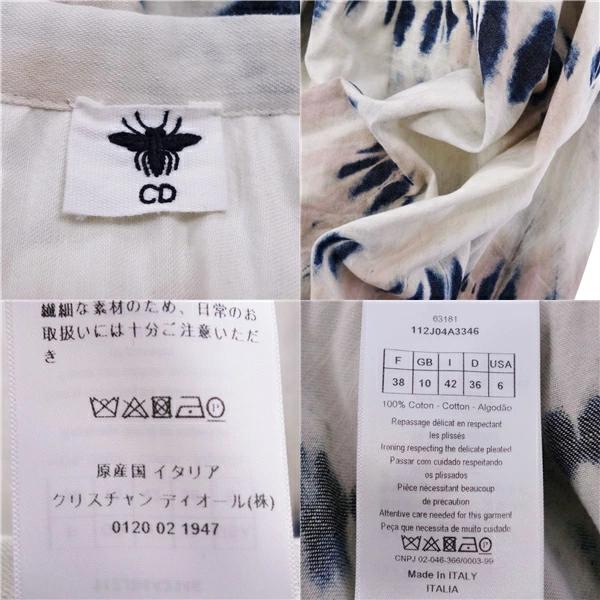 CD
繊細な素材のため、日常のお
取扱いには十分ご注意いただ
き
P
原産国 イタリア
クリスチャン ディオール(株)
0120 02 1947
63181
112J04A3346
F GB I D USA
38 10 42 36 6
100% Coton - Cotton - Algodão
Repassage délicat en respectant
les plissés
Ironing respecting the delicate pleated
Passar com cuidado respeitando
os plissados
Pièce nécessitant beaucoup
de précaution
Attentive care needed for this garment
Peça que necessita de muito cuidado
P
CNPJ 02-046-366/0003-73
Made in ITALY
ITALIA